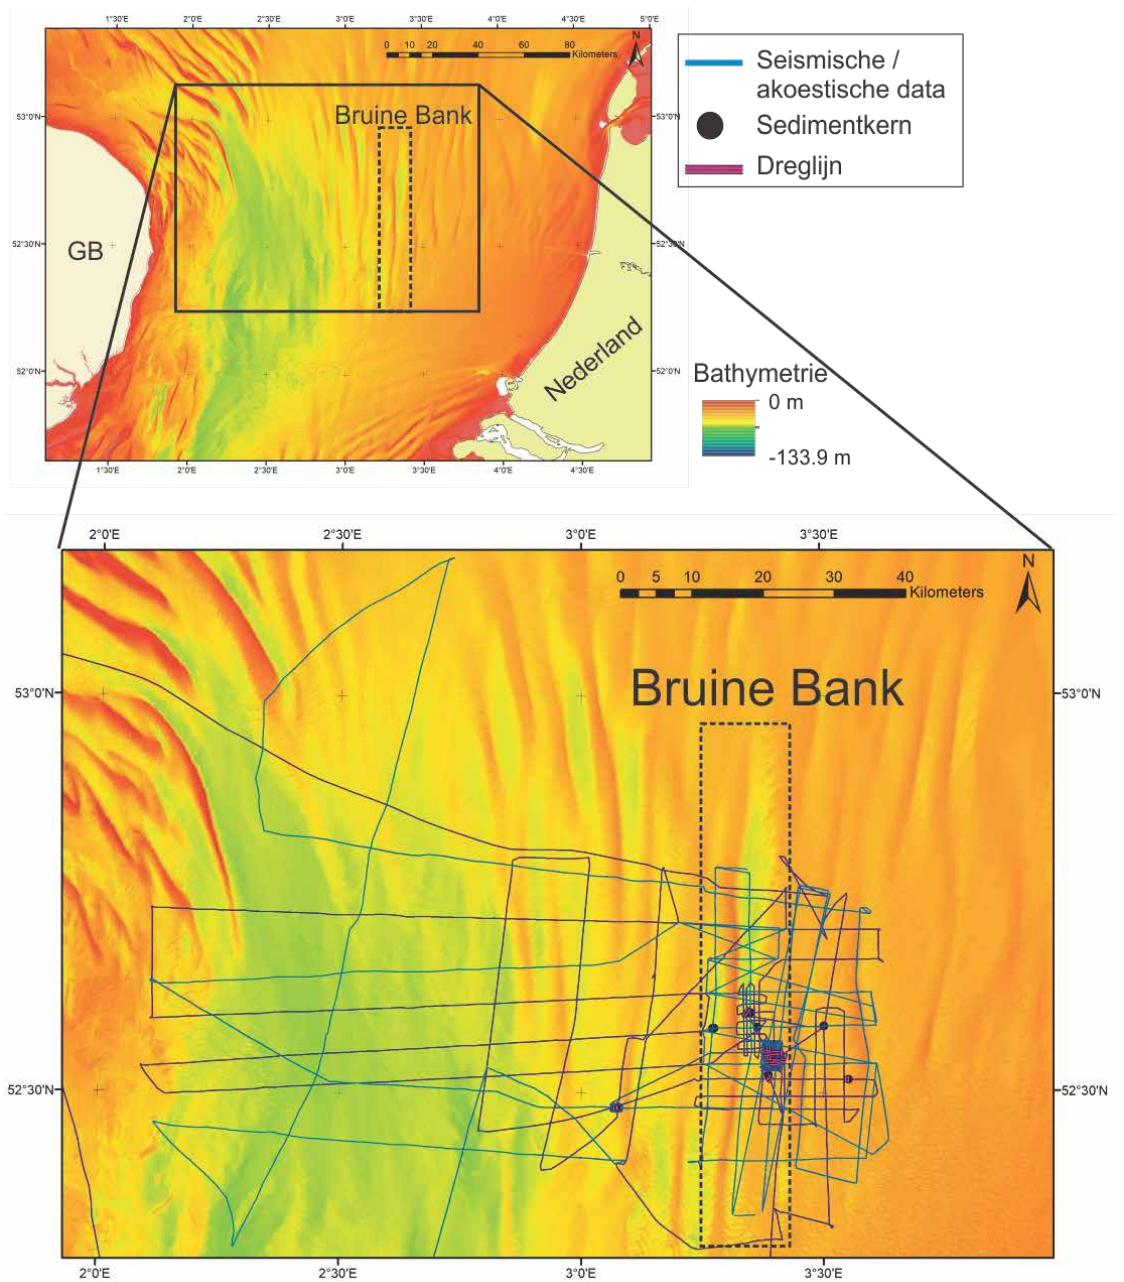 1°30'E 2°0'E 2°30'E 3°0'E 3°30'E 4°0'E 4°30'E 5°0'E
0 10 20 40 60 80
Kilometers
N
53°0'N
53°0'N
Bruine Bank
52°30'N
52°30'N
GB
Nederland
52°0'N
52°0'N
1°30'E 2°0'E 2°30'E 3°0'E 3°30'E 4°0'E 4°30'E
Seismische /
akoestische data
Sedimentkern
Dreglijn
Bathymetrie
0 m
-133.9 m
2°0'E 2°30'E 3°0'E 3°30'E
0 5 10 20 30 40
Kilometers
N
53°0'N
53°0'N
Bruine Bank
52°30'N
52°30'N
2°0'E 2°30'E 3°0'E 3°30'E